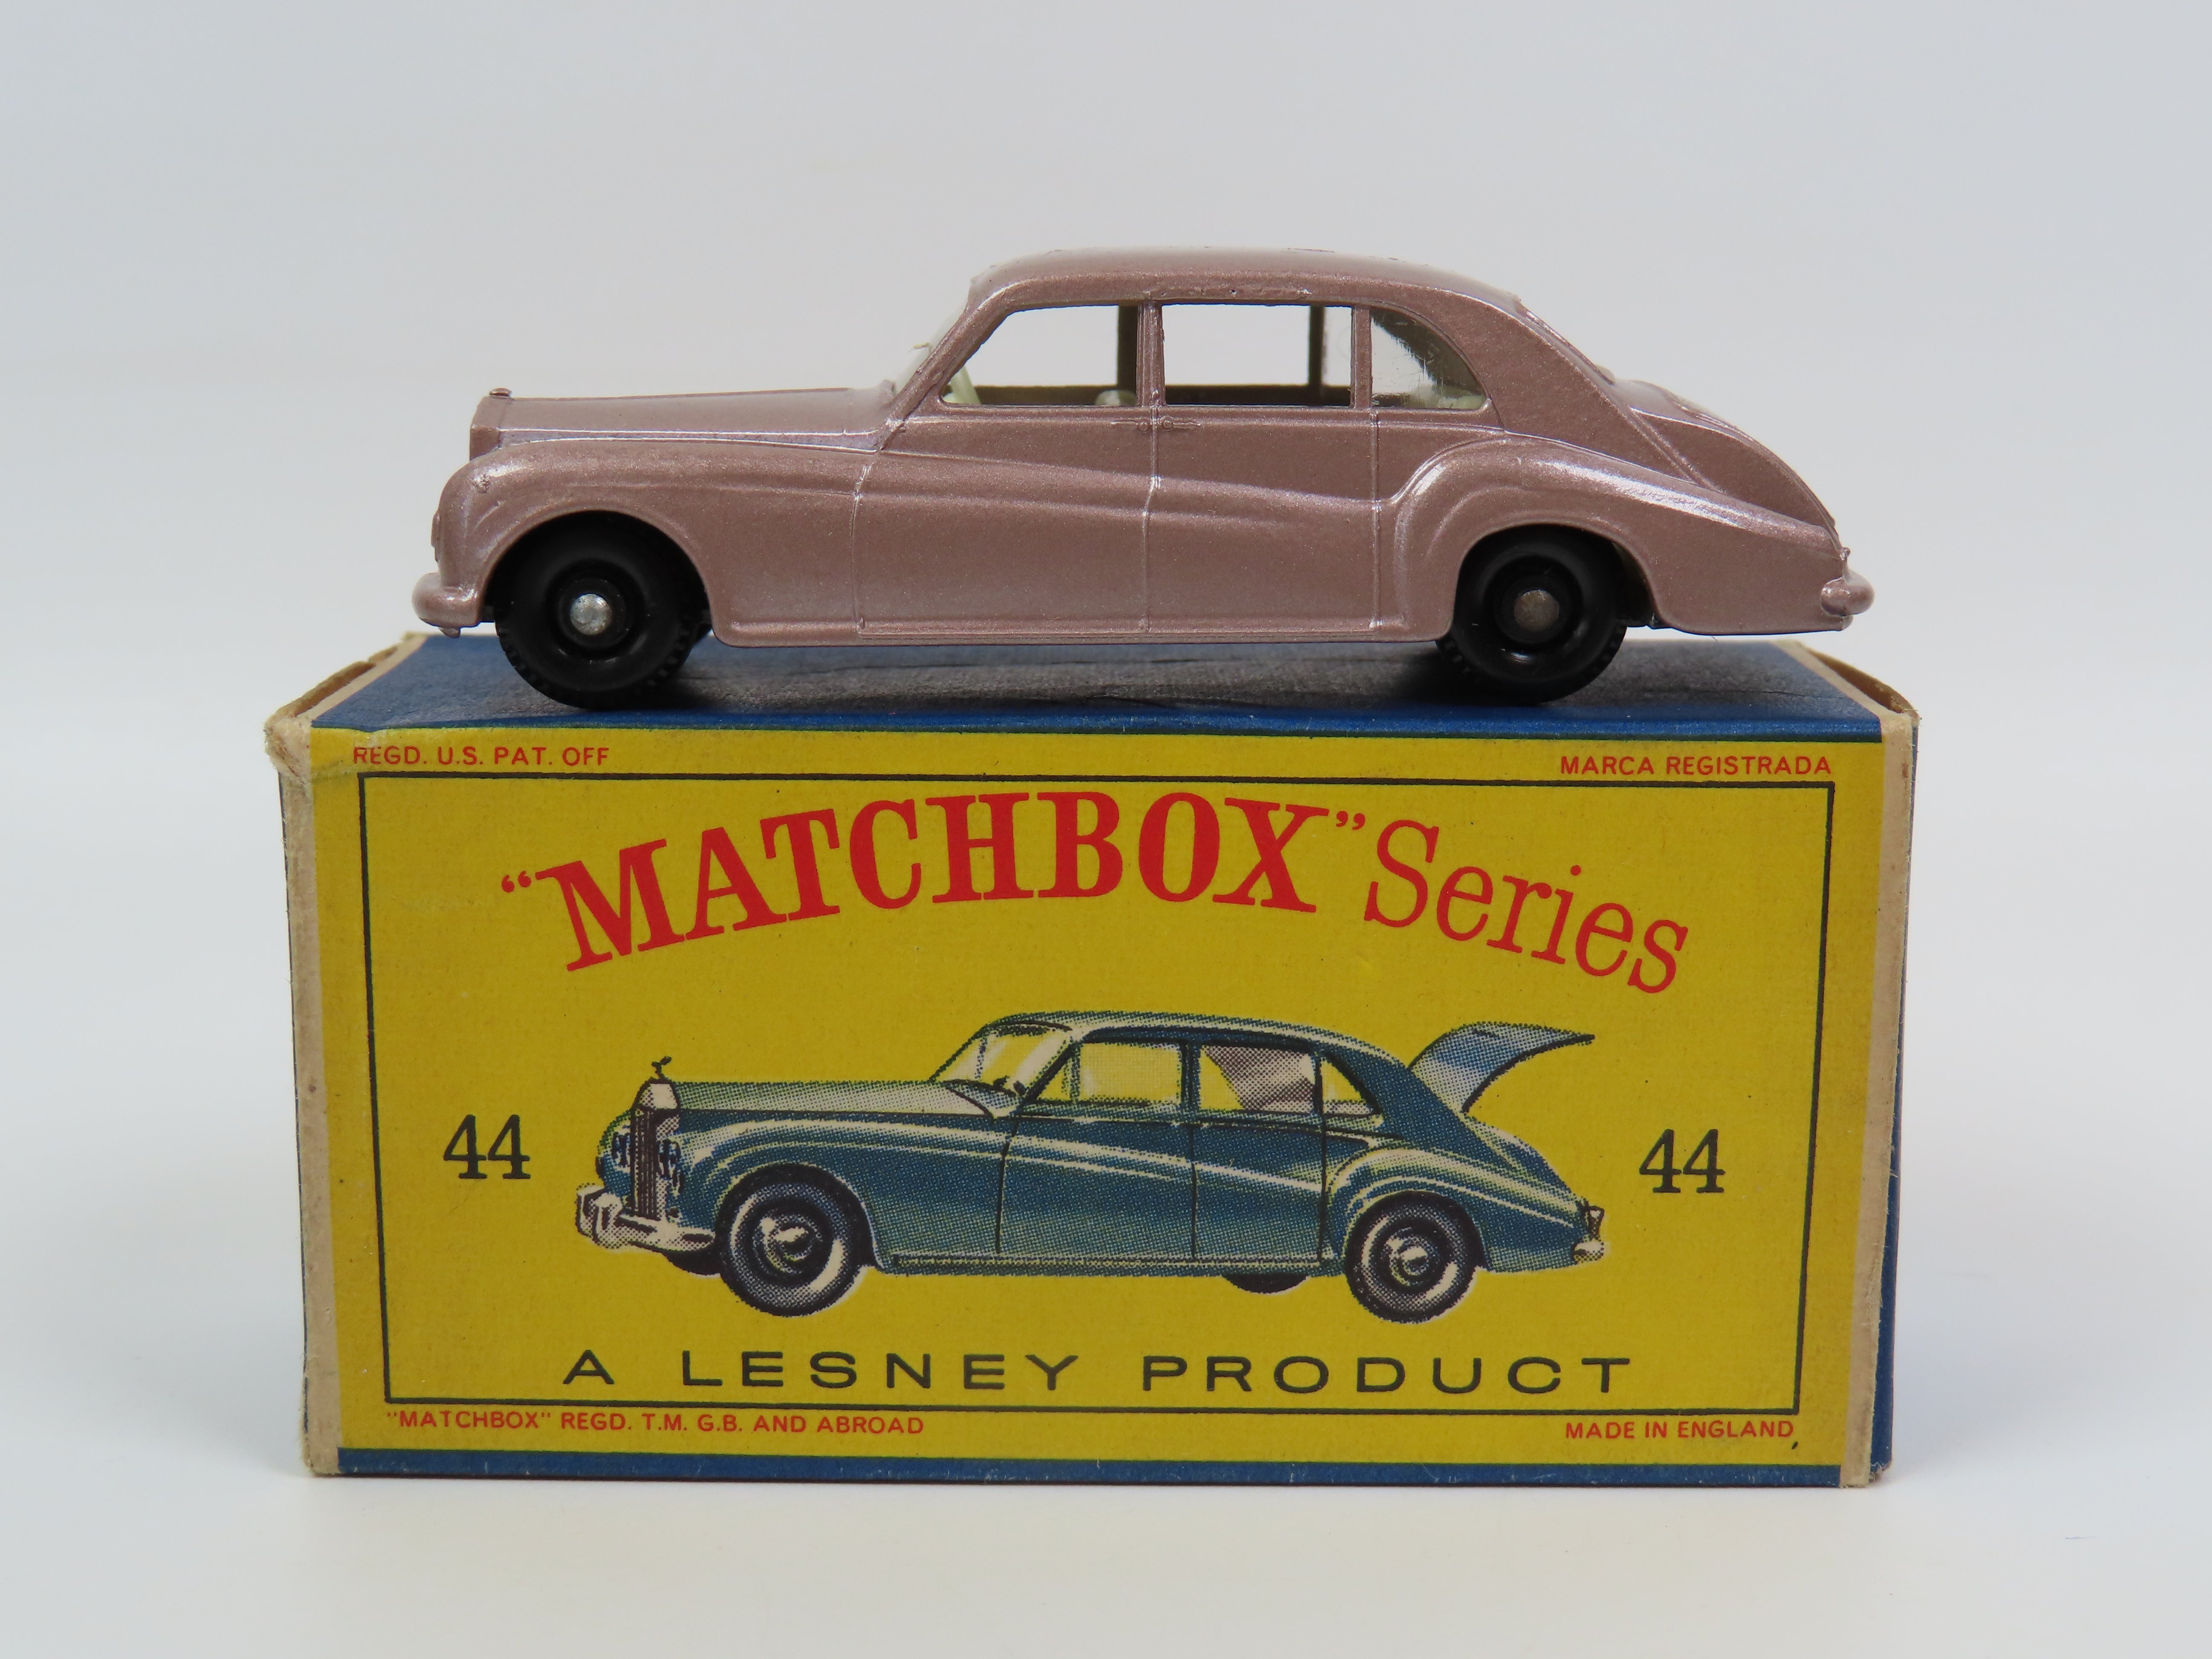 REGD. U.S. PAT. OFF MARCA REGISTRADA
“MATCHBOX” Series
44 44
A LESNEY PRODUCT
"MATCHBOX" REGD. T.M. G.B. AND ABROAD MADE IN ENGLAND